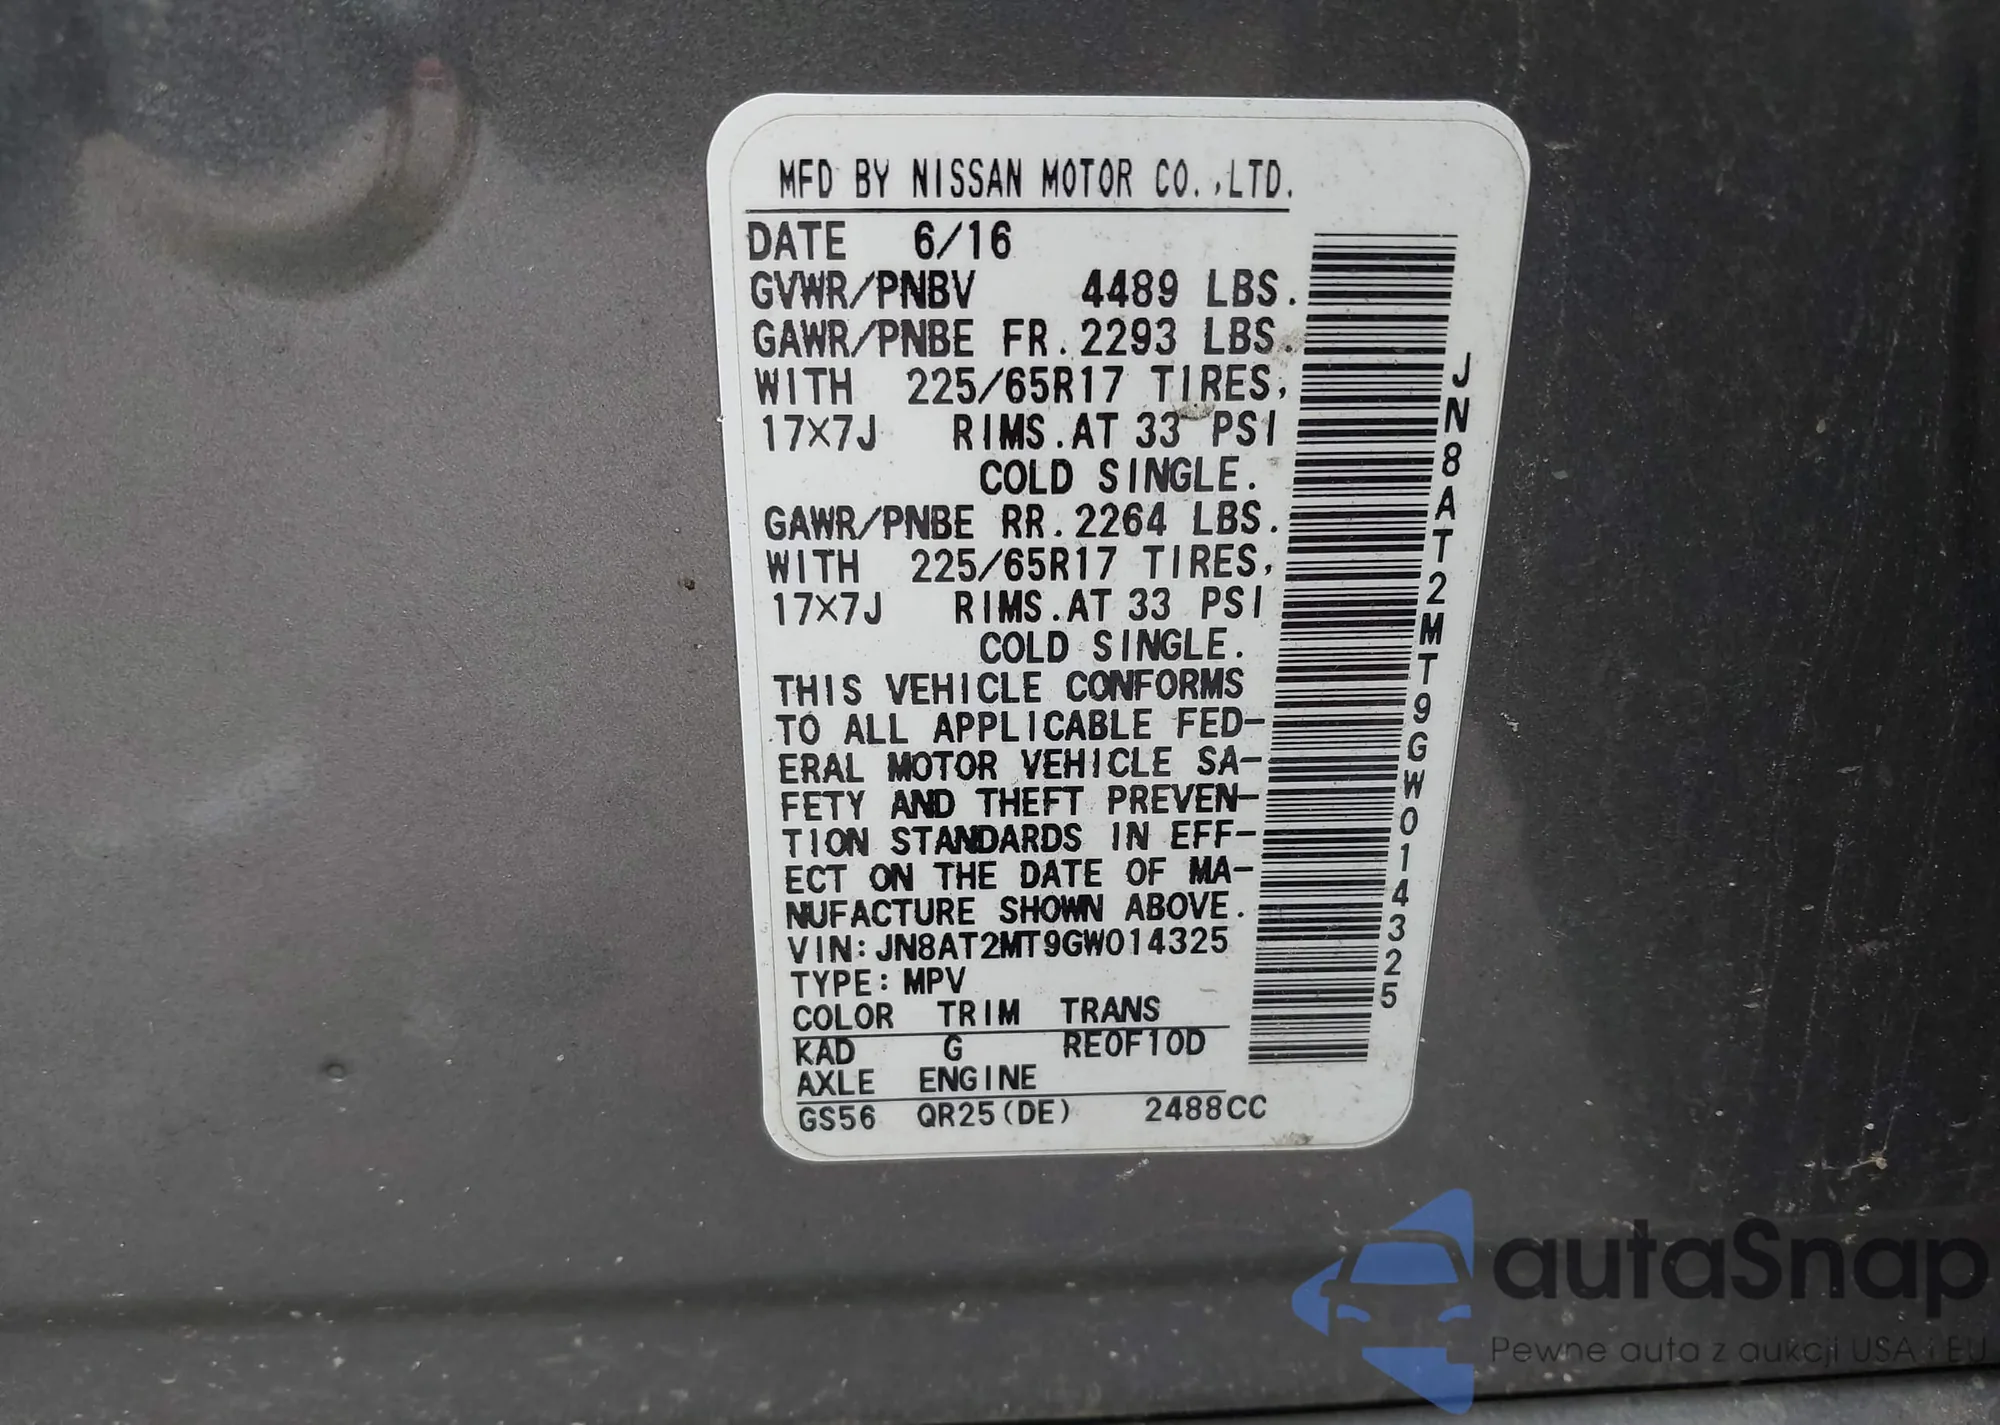 MFD BY NISSAN MOTOR CO.,LTD.
DATE 6/16
GVWR/PNBV 4489 LBS.
GAWR/PNBE FR.2293 LBS.
WITH 225/65R17 TIRES,
17X7J RIMS.AT 33 PSI
COLD SINGLE.
GAWR/PNBE RR.2264 LBS.
WITH 225/65R17 TIRES,
17X7J RIMS.AT 33 PSI
COLD SINGLE.
THIS VEHICLE CONFORMS
TO ALL APPLICABLE FED-
ERAL MOTOR VEHICLE SA-
FETY AND THEFT PREVEN-
TION STANDARDS IN EFF-
ECT ON THE DATE OF MA-
NUFACTURE SHOWN ABOVE.
VIN:JN8AT2MT9GW014325
TYPE:MPV
COLOR TRIM TRANS
KAD G RE0F10D
AXLE ENGINE
GS56 QR25(DE) 2488CC
JN8AT2MT9GW014325
autaSnap
Pewne auta z aukcji USA i EU